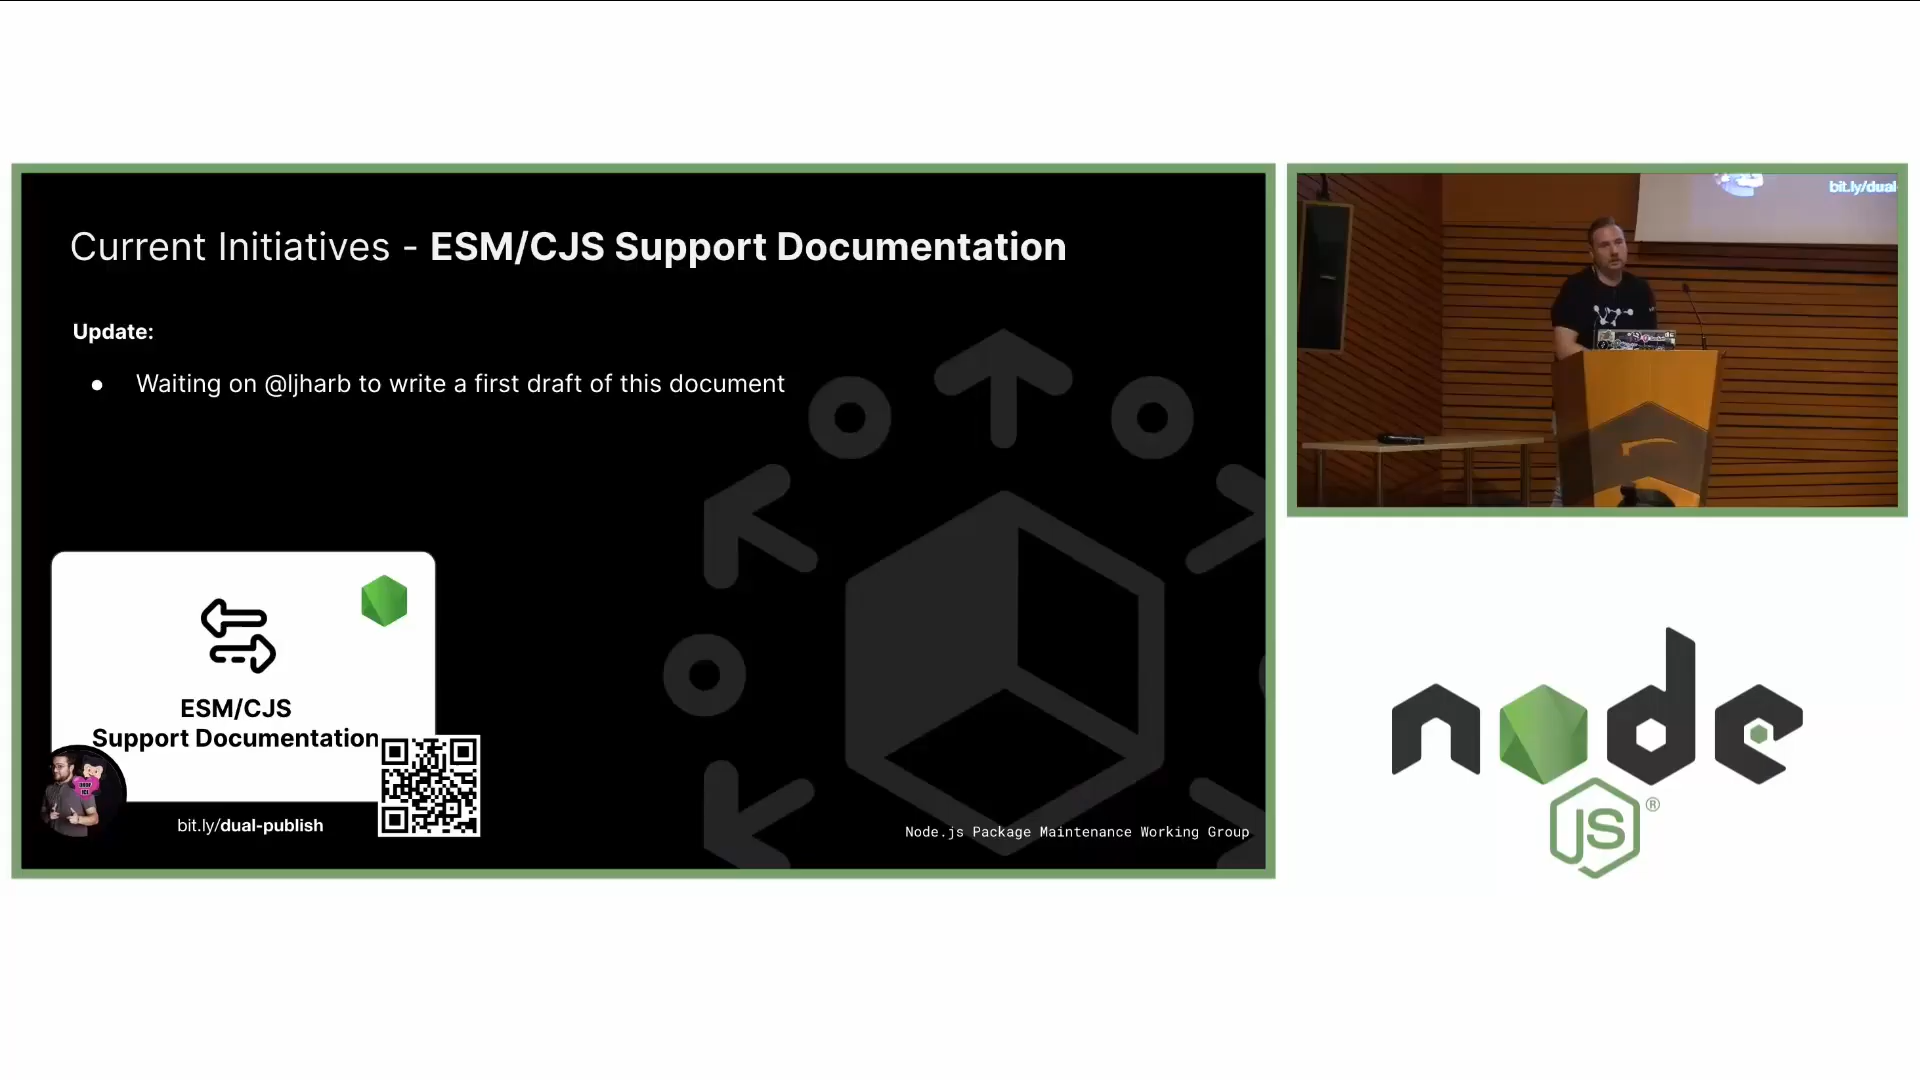 Current Initiatives - ESM/CJS Support Documentation
Update:
● Waiting on @ljharb to write a first draft of this document
ESM/CJS
Support Documentation
bit.ly/dual-publish
Node.js Package Maintenance Working Group
bit.ly/dual-
node
JS®